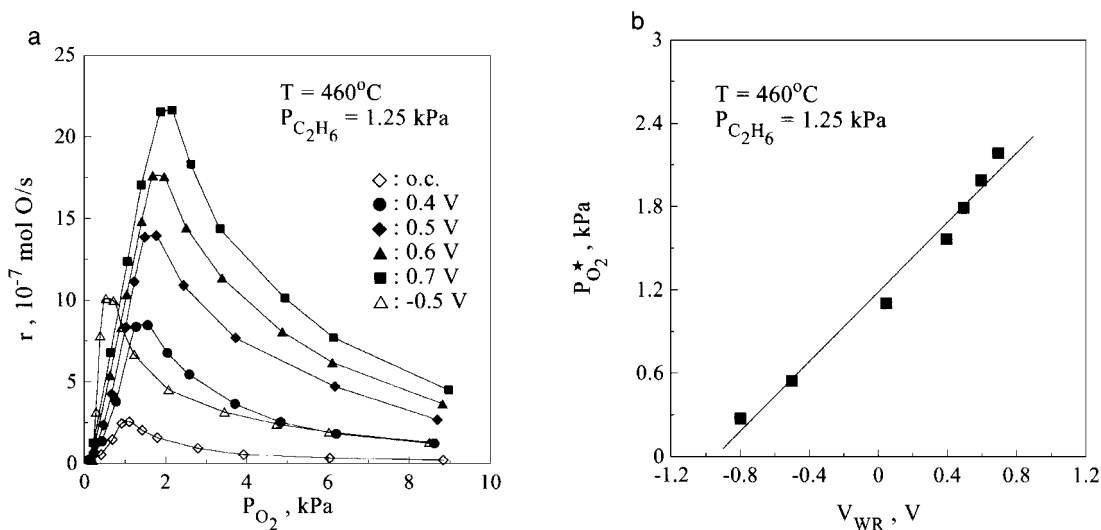 a
25
20
15
10
5
0
r , 10⁻⁷ mol O/s
T = 460°C
P_C₂H₆ = 1.25 kPa
◇ : o.c.
● : 0.4 V
◆ : 0.5 V
▲ : 0.6 V
■ : 0.7 V
△ : -0.5 V
0 2 4 6 8 10
P_O₂ , kPa
b
3
2.4
1.8
1.2
0.6
0
P_O₂★ , kPa
T = 460°C
P_C₂H₆ = 1.25 kPa
-1.2 -0.8 -0.4 0 0.4 0.8 1.2
V_WR , V